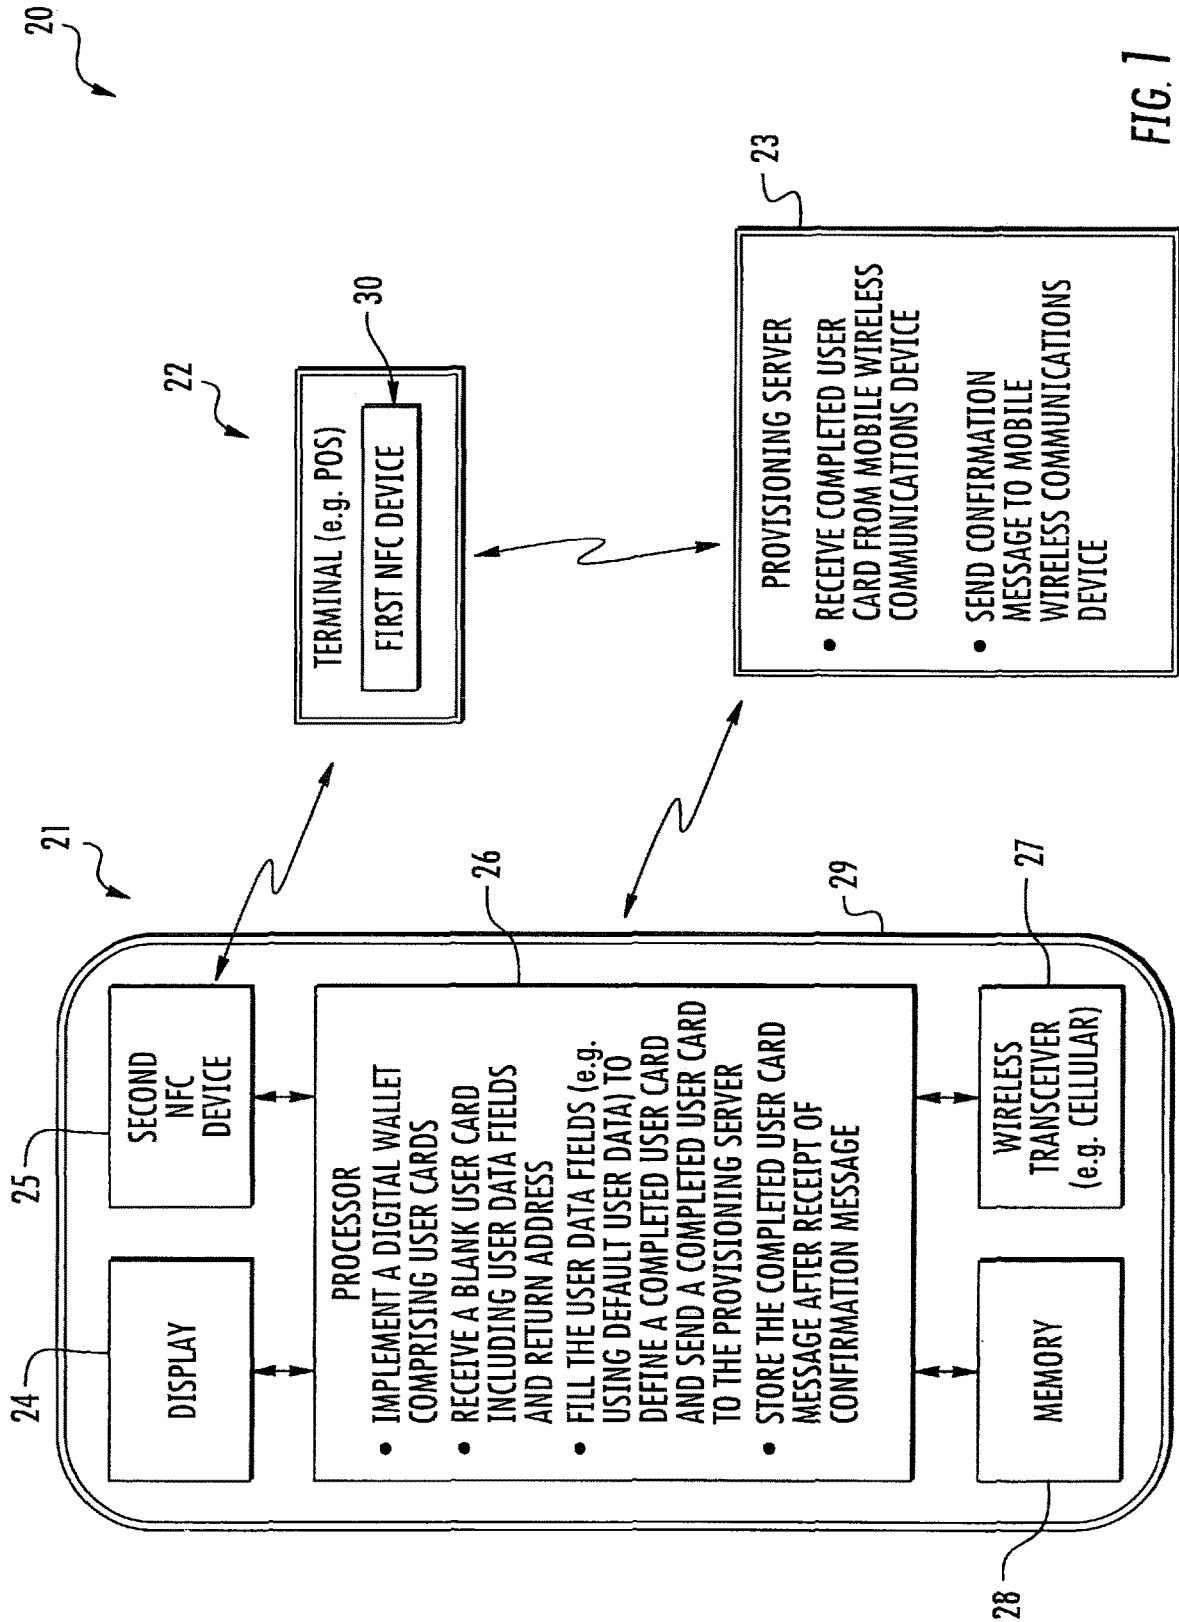 20
21
22
30
TERMINAL (e.g. POS)
FIRST NFC DEVICE
24
DISPLAY
25
SECOND
NFC
DEVICE
26
PROCESSOR
• IMPLEMENT A DIGITAL WALLET
COMPRISING USER CARDS
• RECEIVE A BLANK USER CARD
INCLUDING USER DATA FIELDS
AND RETURN ADDRESS
• FILL THE USER DATA FIELDS (e.g.
USING DEFAULT USER DATA) TO
DEFINE A COMPLETED USER CARD
AND SEND A COMPLETED USER CARD
TO THE PROVISIONING SERVER
• STORE THE COMPLETED USER CARD
MESSAGE AFTER RECEIPT OF
CONFIRMATION MESSAGE
29
28
MEMORY
27
WIRELESS
TRANSCEIVER
(e.g. CELLULAR)
23
PROVISIONING SERVER
• RECEIVE COMPLETED USER
CARD FROM MOBILE WIRELESS
COMMUNICATIONS DEVICE
• SEND CONFIRMATION
MESSAGE TO MOBILE
WIRELESS COMMUNICATIONS
DEVICE
FIG. 1